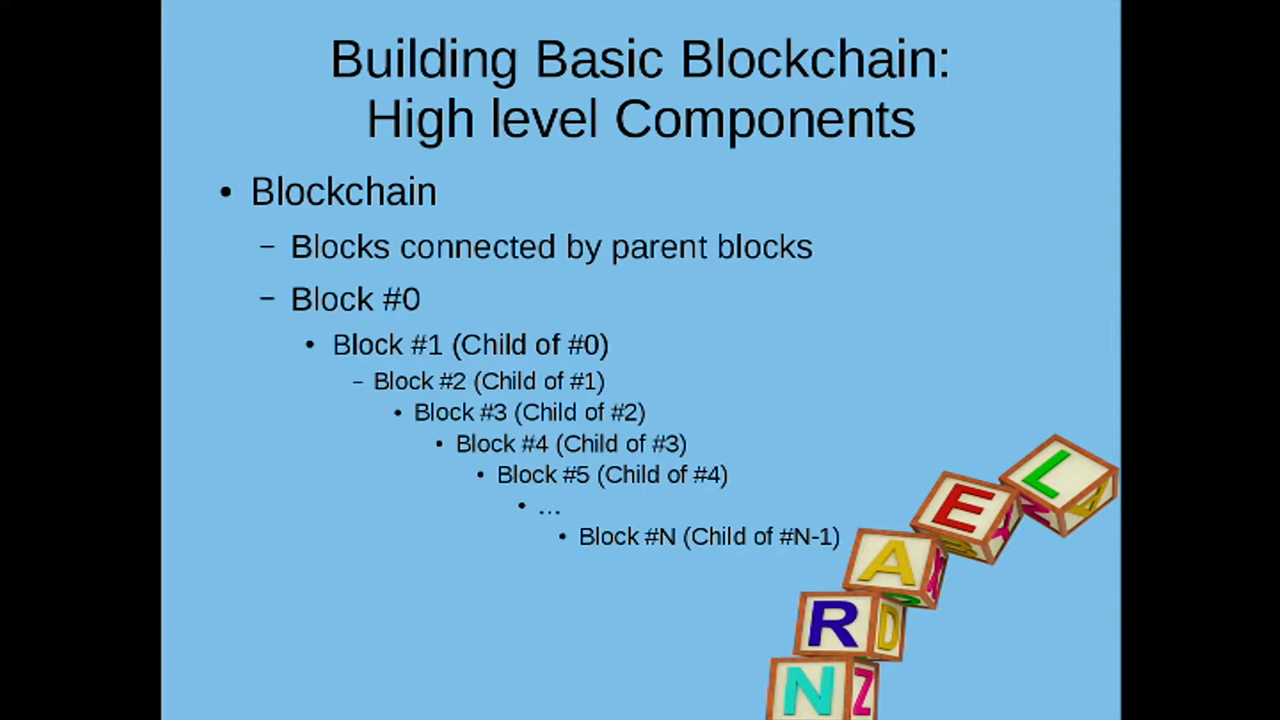 Building Basic Blockchain:
High level Components
• Blockchain
– Blocks connected by parent blocks
– Block #0
• Block #1 (Child of #0)
– Block #2 (Child of #1)
• Block #3 (Child of #2)
• Block #4 (Child of #3)
• Block #5 (Child of #4)
• ...
• Block #N (Child of #N-1)
L
E
A
R D
N Z